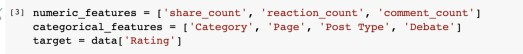 [3] numeric_features = ['share_count', 'reaction_count', 'comment_count']
categorical_features = ['Category', 'Page', 'Post Type', 'Debate']
target = data['Rating']